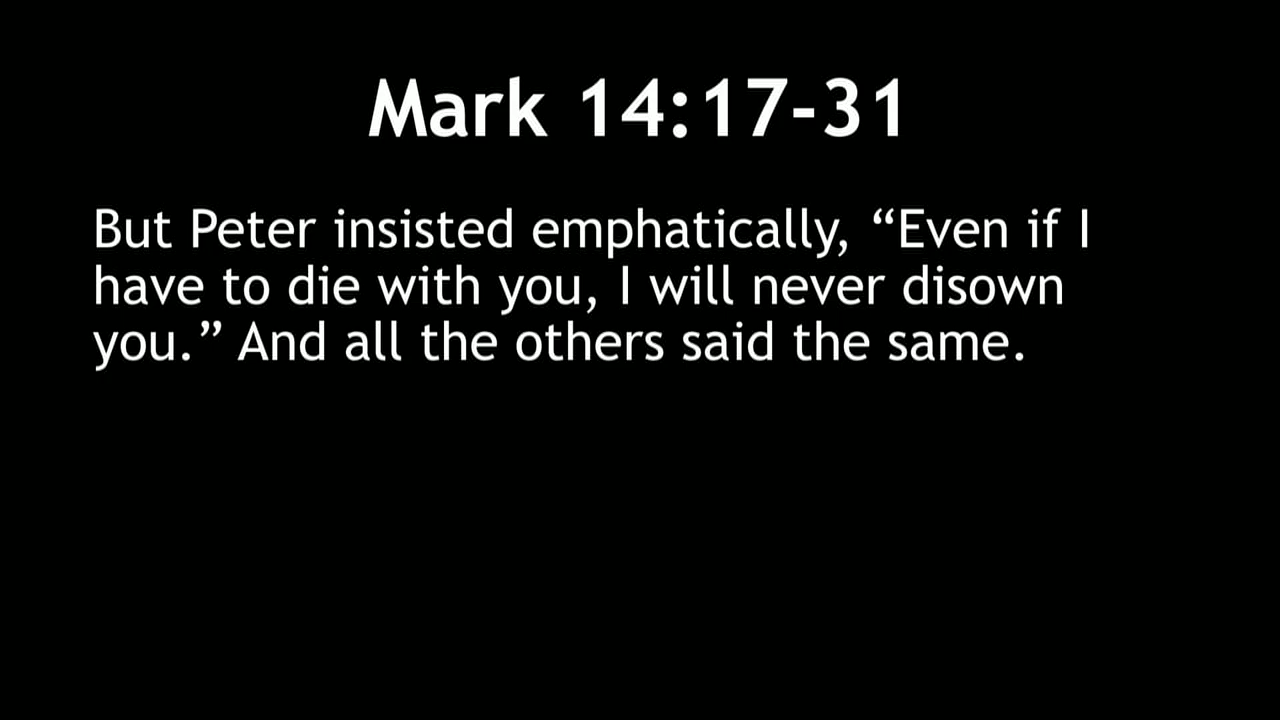 Mark 14:17-31
But Peter insisted emphatically, “Even if I
have to die with you, I will never disown
you.” And all the others said the same.